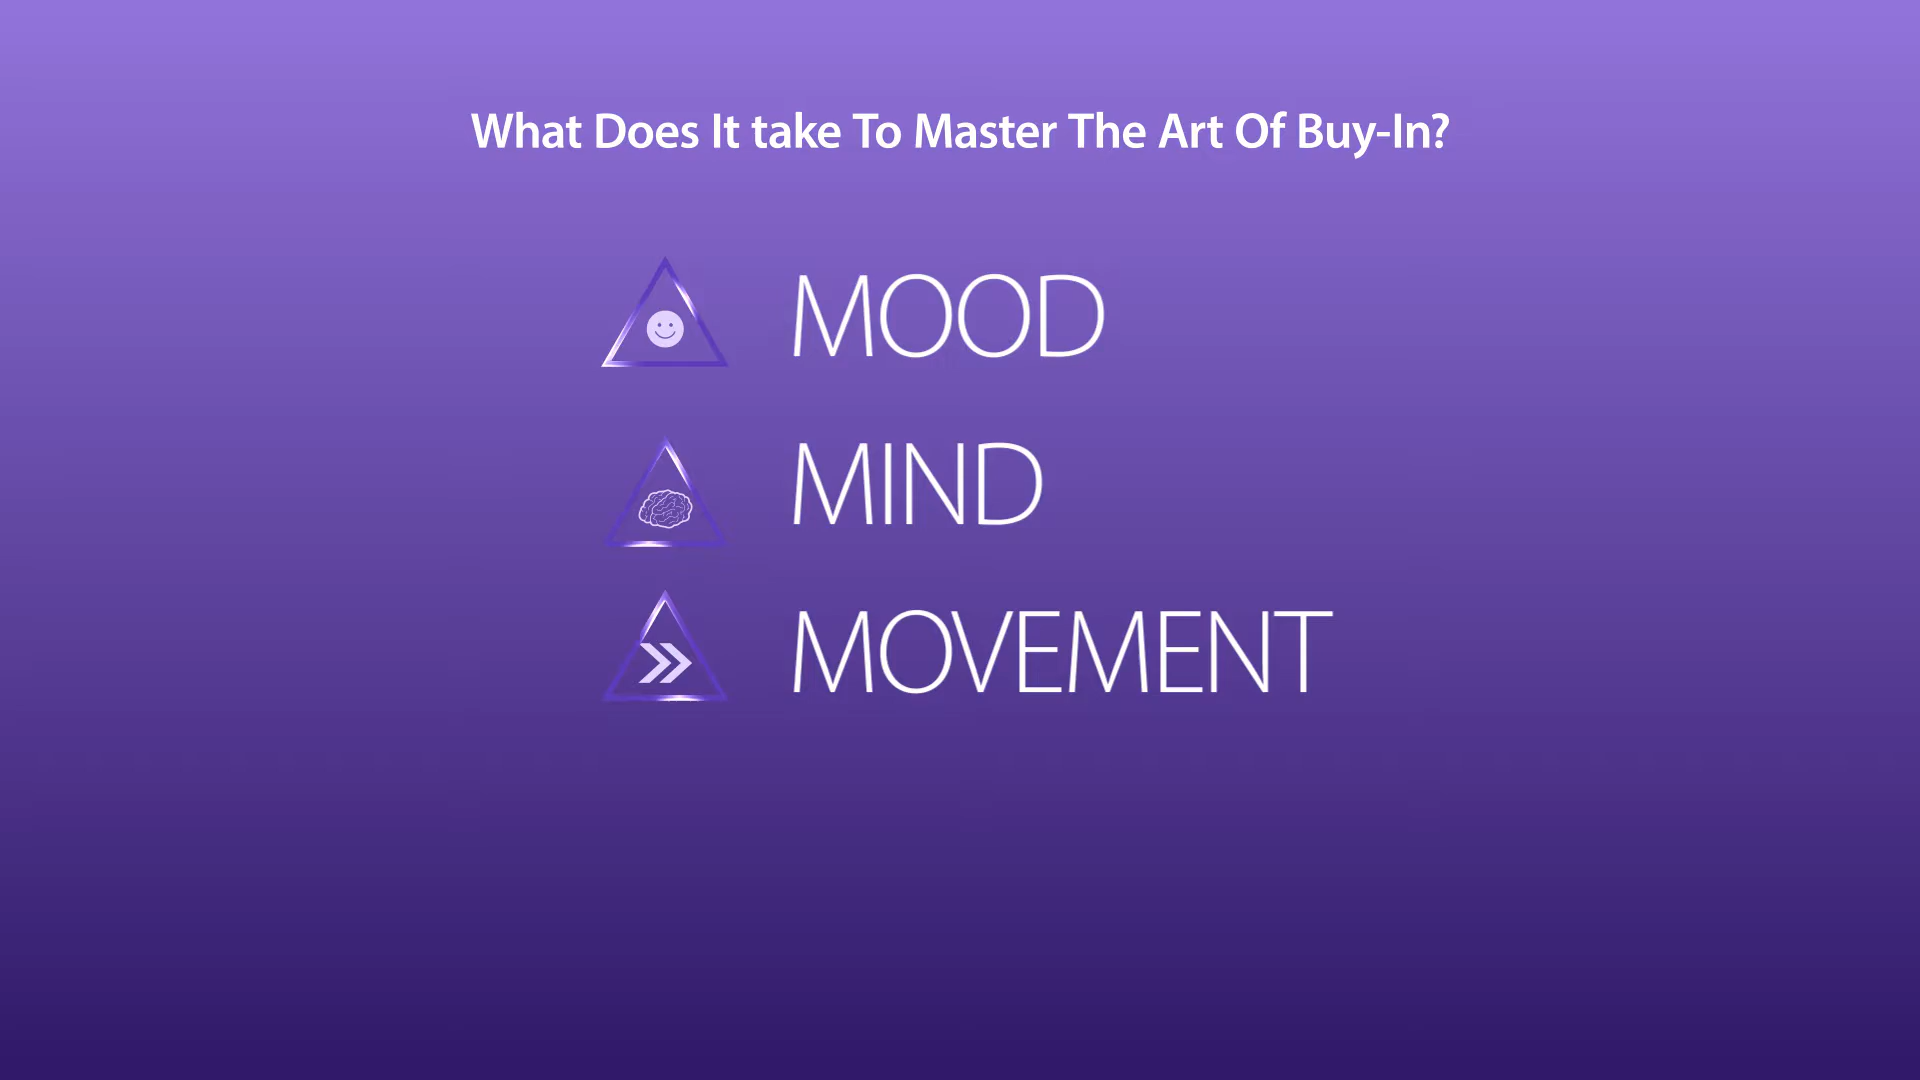 What Does It take To Master The Art Of Buy-In?
MOOD
MIND
MOVEMENT